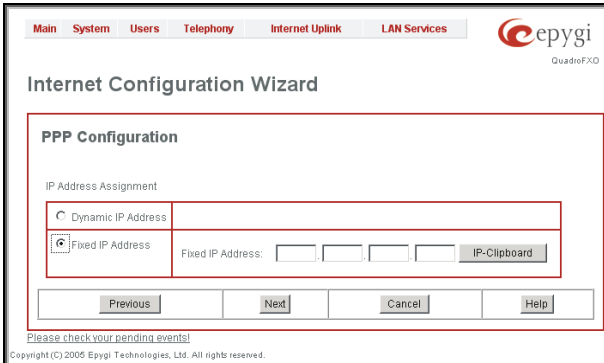 Main System Users Telephony Internet Uplink LAN Services
epygi
QuadroFXO
Internet Configuration Wizard
PPP Configuration
IP Address Assignment
Dynamic IP Address
Fixed IP Address
Fixed IP Address: . . . IP-Clipboard
Previous Next Cancel Help
Please check your pending events!
Copyright (C) 2005 Epygi Technologies, Ltd. All rights reserved.